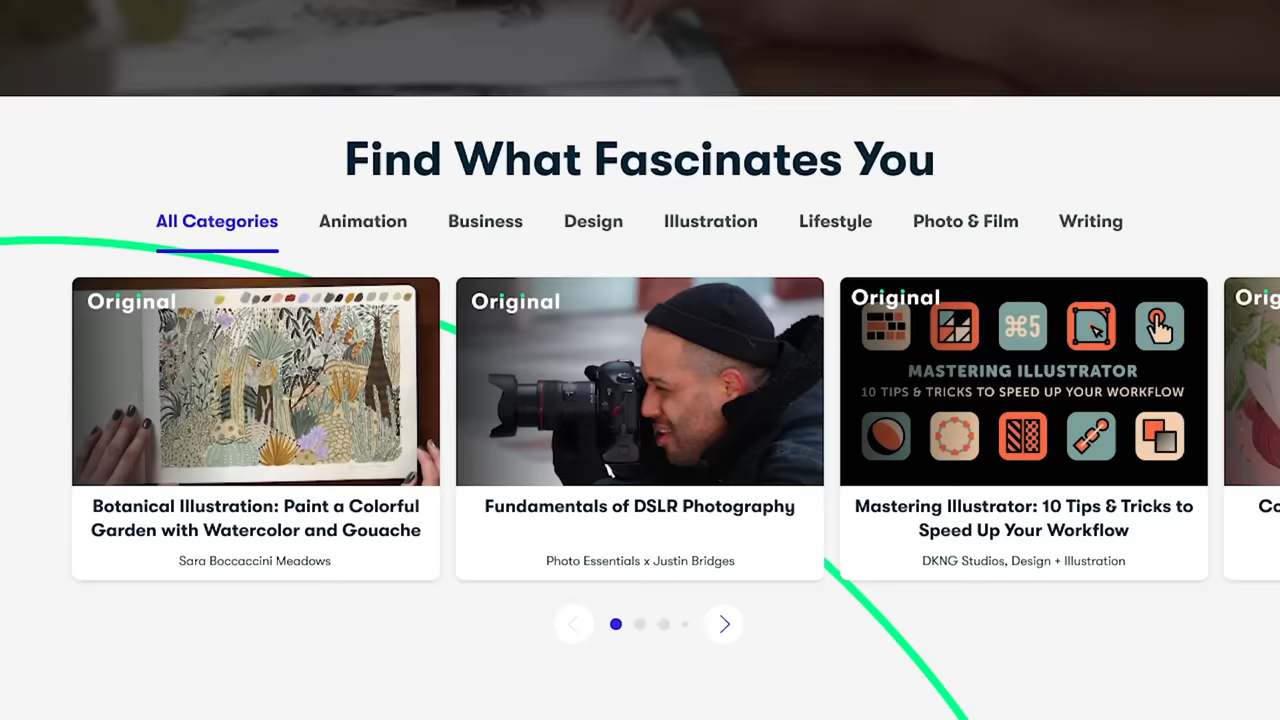 Find What Fascinates You
All Categories Animation Business Design Illustration Lifestyle Photo & Film Writing
Original
Botanical Illustration: Paint a Colorful
Garden with Watercolor and Gouache
Sara Boccaccini Meadows
Original
Fundamentals of DSLR Photography
Photo Essentials x Justin Bridges
Original
⌘5
MASTERING ILLUSTRATOR
10 TIPS & TRICKS TO SPEED UP YOUR WORKFLOW
Mastering Illustrator: 10 Tips & Tricks to
Speed Up Your Workflow
DKNG Studios, Design + Illustration